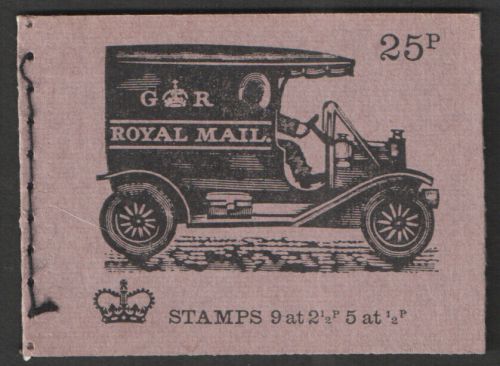 25P
G R
ROYAL MAIL.
STAMPS 9 at 2½P 5 at ½P